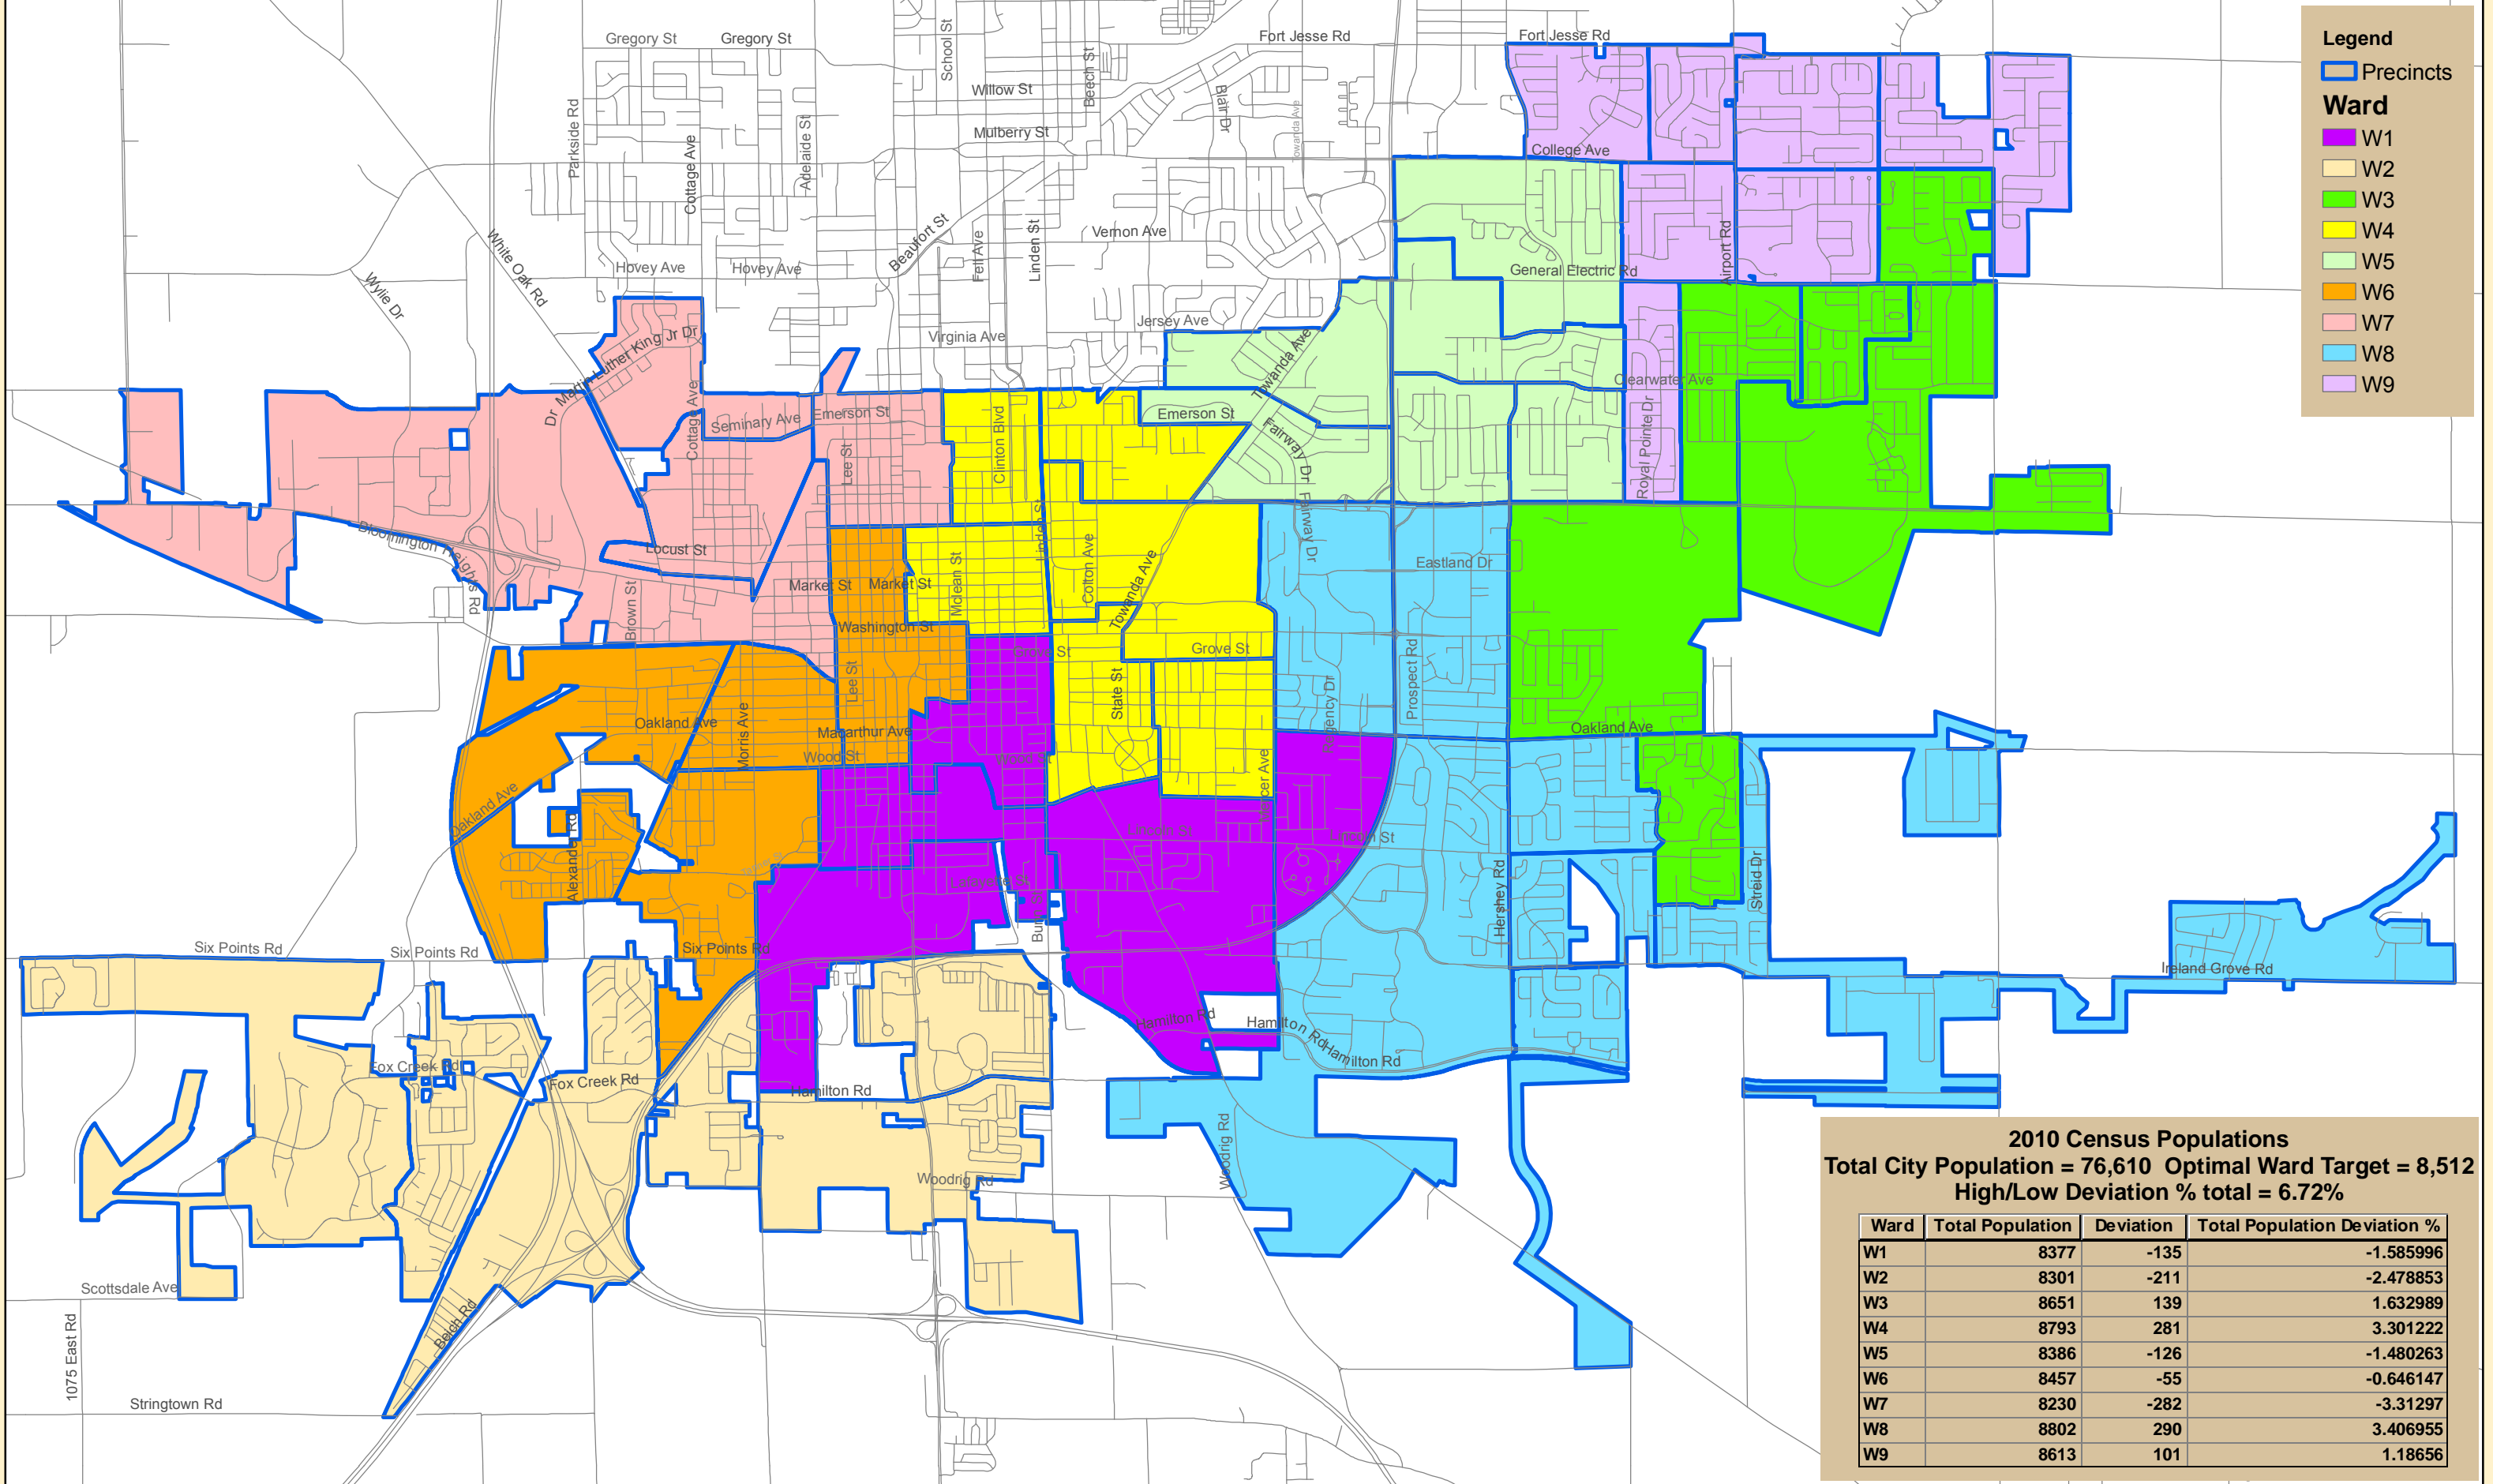 Gregory St
Gregory St
School St
Fort Jesse Rd
Fort Jesse Rd
Beech St
Willow St
Blair Dr
Parkside Rd
Towanda Ave
Mulberry St
Adelaide St
Cottage Ave
College Ave
Beaufort St
Vernon Ave
Fell Ave
Linden St
Airport Rd
White Oak Rd
Hovey Ave
Hovey Ave
General Electric Rd
Wylie Dr
Jersey Ave
Virginia Ave
Dr Martin Luther King Jr Dr
Towanda Ave
Clearwater Ave
Cottage Ave
Seminary Ave
Emerson St
Clinton Blvd
Emerson St
Fairway Dr
Royal Pointe Dr
Lee St
Linden St
Fairway Dr
Bloomington Heights Rd
Locust St
Eastland Dr
Market St
Market St
Mclean St
Colton Ave
Towanda Ave
Brown St
Washington St
Grove St
Grove St
Lee St
State St
Regency Dr
Prospect Rd
Oakland Ave
Morris Ave
Macarthur Ave
Oakland Ave
Wood St
Wood St
Mercer Ave
Oakland Ave
Alexander Rd
Lincoln St
Lincoln St
Lafayette St
Hershey Rd
Streid Dr
Six Points Rd
Six Points Rd
Six Points Rd
Ireland Grove Rd
Hamilton Rd
Hamilton Rd
Hamilton Rd
Fox Creek Rd
Fox Creek Rd
Hamilton Rd
Woodrig Rd
Woodrig Rd
Scottsdale Ave
Beich Rd
1075 East Rd
Stringtown Rd
Legend
Precincts
Ward
W1
W2
W3
W4
W5
W6
W7
W8
W9
2010 Census Populations
Total City Population = 76,610 Optimal Ward Target = 8,512
High/Low Deviation % total = 6.72%
Ward Total Population Deviation Total Population Deviation %
W1 8377 -135 -1.585996
W2 8301 -211 -2.478853
W3 8651 139 1.632989
W4 8793 281 3.301222
W5 8386 -126 -1.480263
W6 8457 -55 -0.646147
W7 8230 -282 -3.31297
W8 8802 290 3.406955
W9 8613 101 1.18656